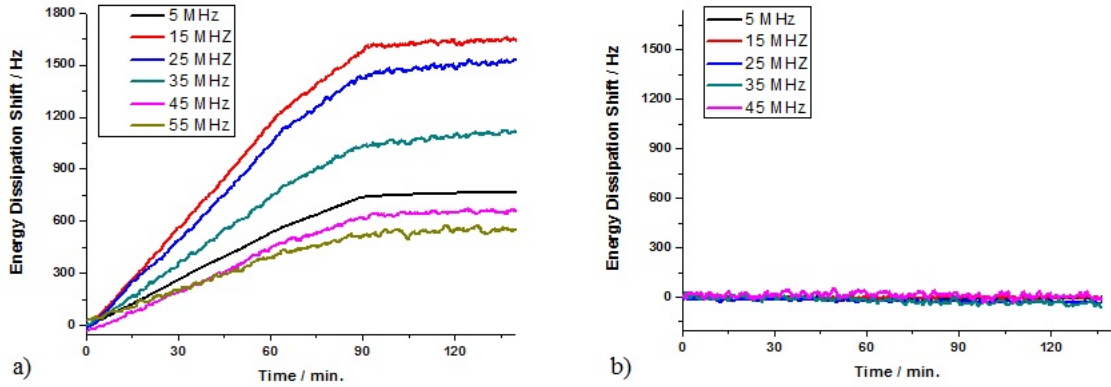 Energy Dissipation Shift / Hz
1800
1500
1200
900
600
300
0
5 MHz
15 MHZ
25 MHZ
35 MHZ
45 MHz
55 MHz
0
30
60
90
120
Time / min.
a)
Energy Dissipation Shift / Hz
1500
1200
900
600
300
0
5 MHz
15 MHZ
25 MHZ
35 MHZ
45 MHz
0
30
60
90
120
Time / min.
b)